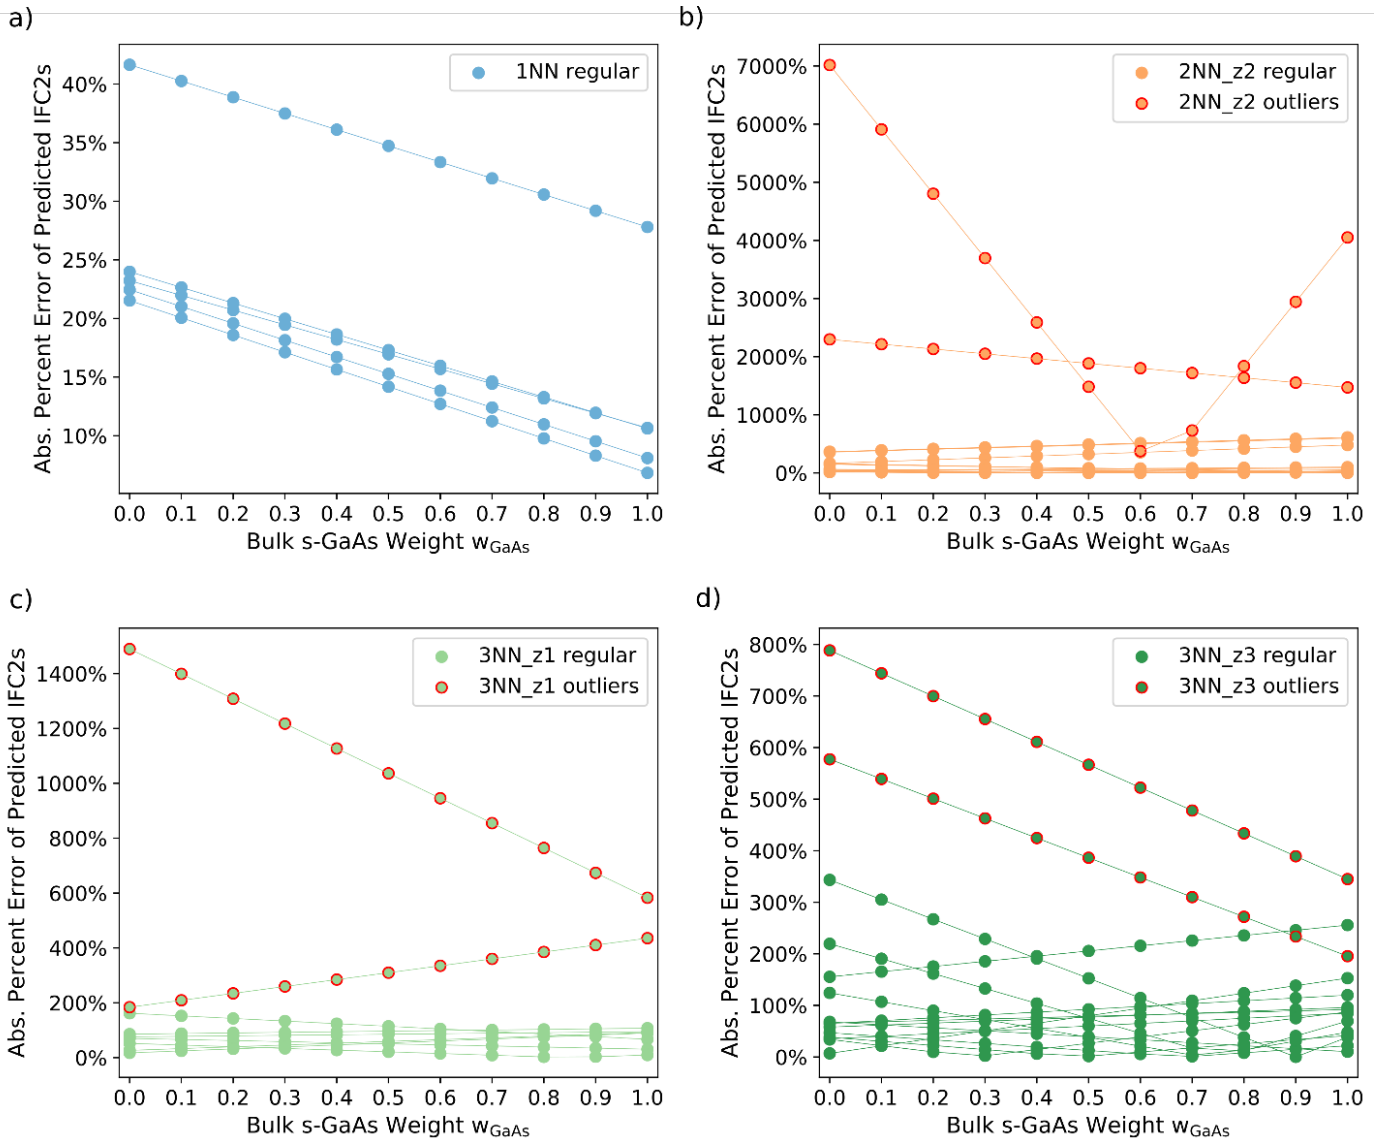 a)
Abs. Percent Error of Predicted IFC2s
40%
35%
30%
25%
20%
15%
10%
1NN regular
0.0 0.1 0.2 0.3 0.4 0.5 0.6 0.7 0.8 0.9 1.0
Bulk s-GaAs Weight wGaAs
b)
Abs. Percent Error of Predicted IFC2s
7000%
6000%
5000%
4000%
3000%
2000%
1000%
0%
2NN_z2 regular
2NN_z2 outliers
0.0 0.1 0.2 0.3 0.4 0.5 0.6 0.7 0.8 0.9 1.0
Bulk s-GaAs Weight wGaAs
c)
Abs. Percent Error of Predicted IFC2s
1400%
1200%
1000%
800%
600%
400%
200%
0%
3NN_z1 regular
3NN_z1 outliers
0.0 0.1 0.2 0.3 0.4 0.5 0.6 0.7 0.8 0.9 1.0
Bulk s-GaAs Weight wGaAs
d)
Abs. Percent Error of Predicted IFC2s
800%
700%
600%
500%
400%
300%
200%
100%
0%
3NN_z3 regular
3NN_z3 outliers
0.0 0.1 0.2 0.3 0.4 0.5 0.6 0.7 0.8 0.9 1.0
Bulk s-GaAs Weight wGaAs